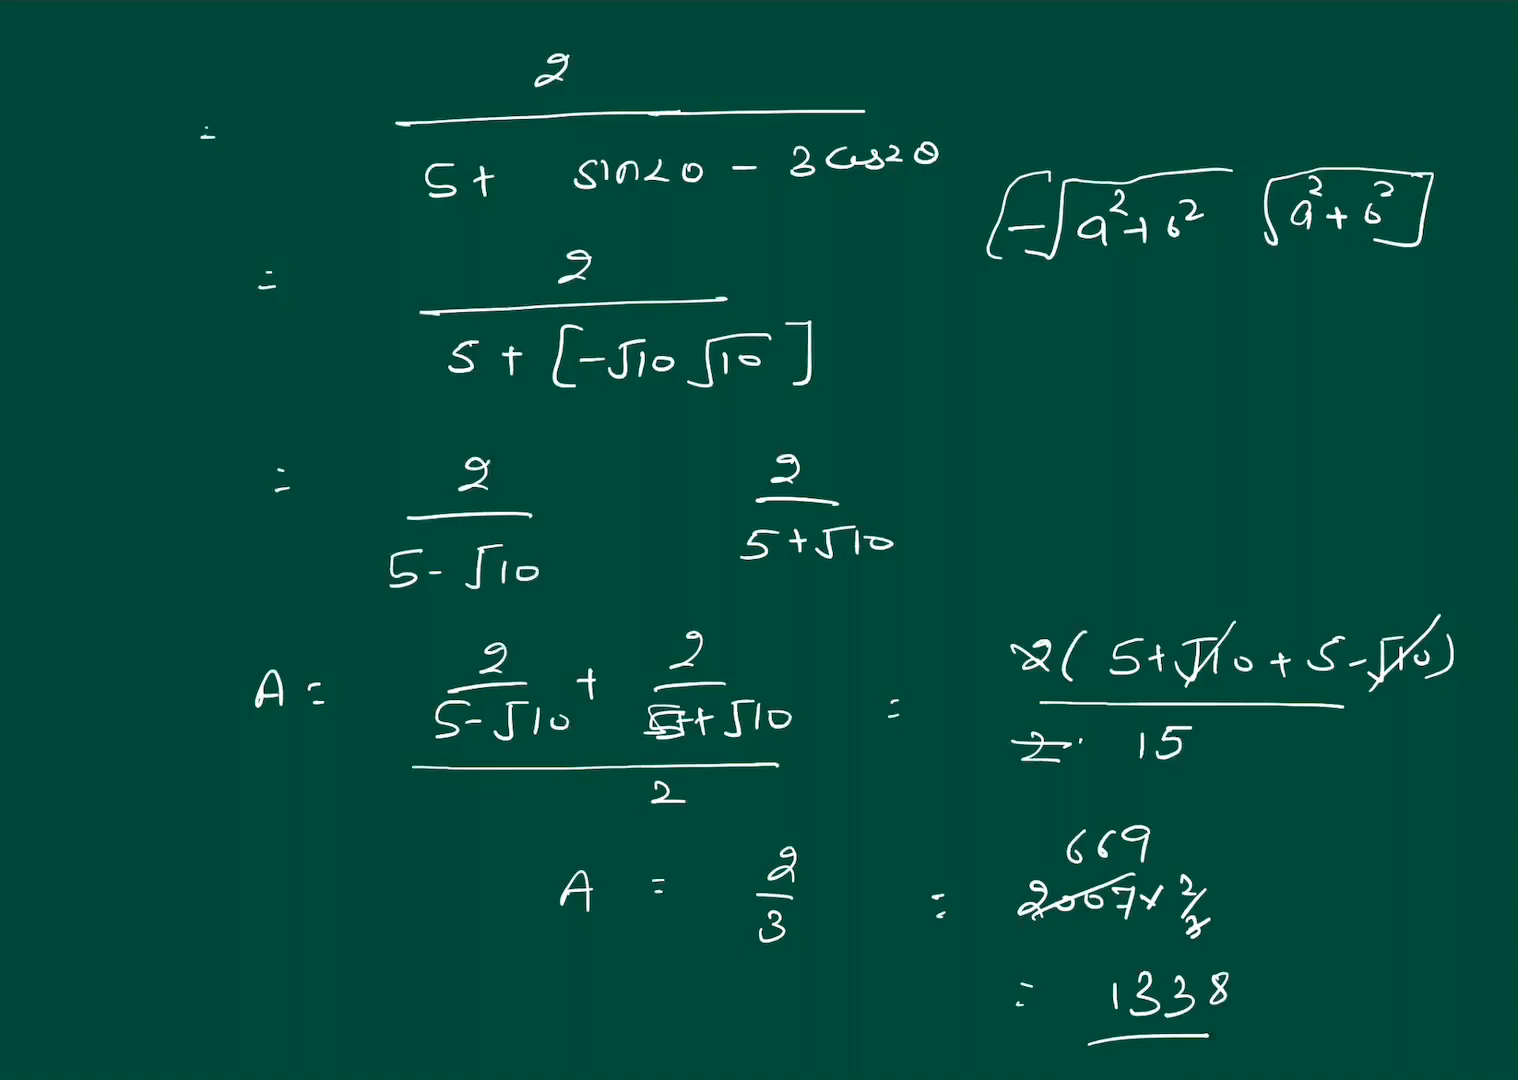 = 2 / (5 + sin2θ - 3cos2θ)
[-√(a²+b²) √(a²+b²)]
= 2 / (5 + [-√10 √10])
= 2 / (5-√10) 2 / (5+√10)
A = (2/(5-√10) + 2/(5+√10)) / 2 = 2(5+√10+5-√10) / (2· 15)
A = 2/3 = 2007 × 2/3
669
= 1338